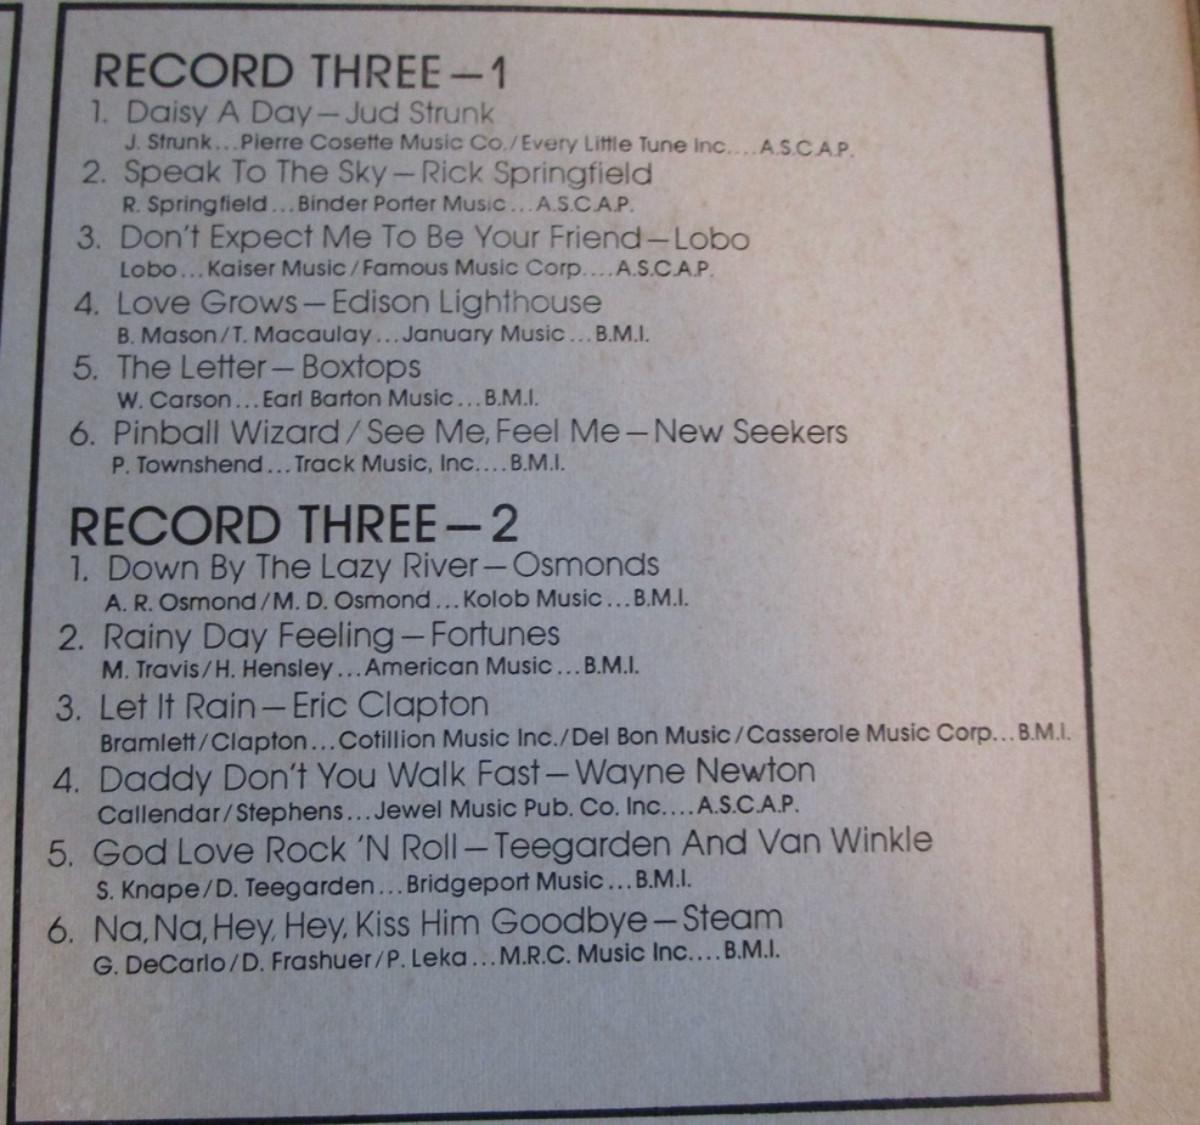 RECORD THREE—1
1. Daisy A Day—Jud Strunk
J. Strunk...Pierre Cosette Music Co./Every Little Tune Inc....A.S.C.A.P.
2. Speak To The Sky—Rick Springfield
R. Springfield...Binder Porter Music...A.S.C.A.P.
3. Don't Expect Me To Be Your Friend—Lobo
Lobo...Kaiser Music/Famous Music Corp....A.S.C.A.P.
4. Love Grows—Edison Lighthouse
B. Mason/T. Macaulay...January Music...B.M.I.
5. The Letter—Boxtops
W. Carson...Earl Barton Music...B.M.I.
6. Pinball Wizard/See Me, Feel Me—New Seekers
P. Townshend...Track Music, Inc....B.M.I.
RECORD THREE—2
1. Down By The Lazy River—Osmonds
A. R. Osmond/M. D. Osmond...Kolob Music...B.M.I.
2. Rainy Day Feeling—Fortunes
M. Travis/H. Hensley...American Music...B.M.I.
3. Let It Rain—Eric Clapton
Bramlett/Clapton...Cotillion Music Inc./Del Bon Music/Casserole Music Corp...B.M.I.
4. Daddy Don't You Walk Fast—Wayne Newton
Callendar/Stephens...Jewel Music Pub. Co. Inc....A.S.C.A.P.
5. God Love Rock 'N Roll—Teegarden And Van Winkle
S. Knape/D. Teegarden...Bridgeport Music...B.M.I.
6. Na, Na, Hey, Hey, Kiss Him Goodbye—Steam
G. DeCarlo/D. Frashuer/P. Leka...M.R.C. Music Inc....B.M.I.